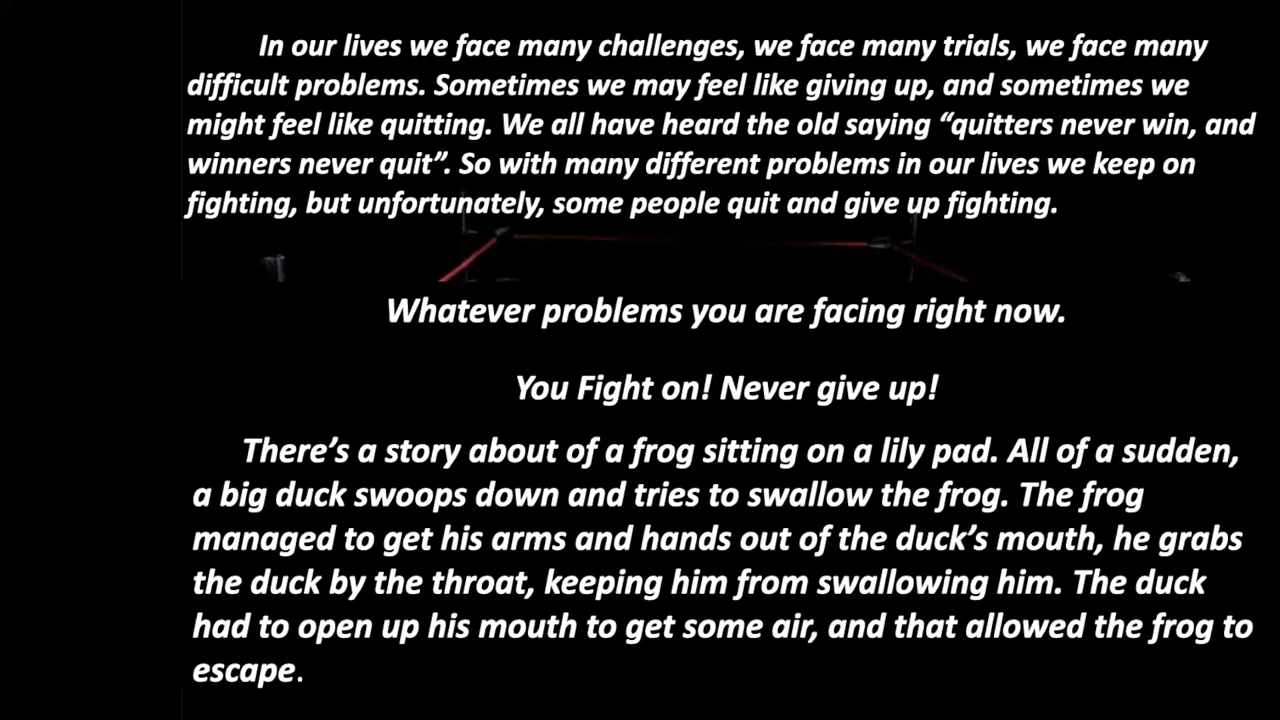 In our lives we face many challenges, we face many trials, we face many
difficult problems. Sometimes we may feel like giving up, and sometimes we
might feel like quitting. We all have heard the old saying “quitters never win, and
winners never quit”. So with many different problems in our lives we keep on
fighting, but unfortunately, some people quit and give up fighting.
Whatever problems you are facing right now.
You Fight on! Never give up!
There’s a story about of a frog sitting on a lily pad. All of a sudden,
a big duck swoops down and tries to swallow the frog. The frog
managed to get his arms and hands out of the duck’s mouth, he grabs
the duck by the throat, keeping him from swallowing him. The duck
had to open up his mouth to get some air, and that allowed the frog to
escape.